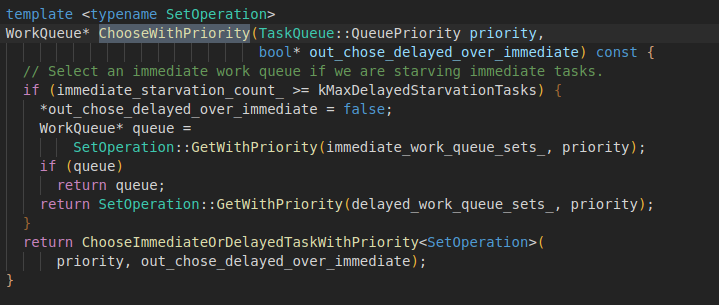 template <typename SetOperation>
WorkQueue* ChooseWithPriority(TaskQueue::QueuePriority priority,
                              bool* out_chose_delayed_over_immediate) const {
  // Select an immediate work queue if we are starving immediate tasks.
  if (immediate_starvation_count_ >= kMaxDelayedStarvationTasks) {
    *out_chose_delayed_over_immediate = false;
    WorkQueue* queue =
        SetOperation::GetWithPriority(immediate_work_queue_sets_, priority);
    if (queue)
      return queue;
    return SetOperation::GetWithPriority(delayed_work_queue_sets_, priority);
  }
  return ChooseImmediateOrDelayedTaskWithPriority<SetOperation>(
      priority, out_chose_delayed_over_immediate);
}